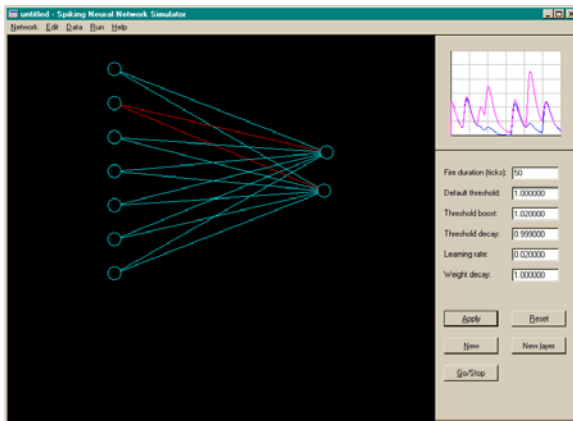 untitled - Spiking Neural Network Simulator
Network Edit Data Run Help
Fire duration (ticks): 50
Default threshold: 1.000000
Threshold boost: 1.020000
Threshold decay: 0.999000
Learning rate: 0.020000
Weight decay: 1.000000
Apply Reset
New New layer
Go/Stop